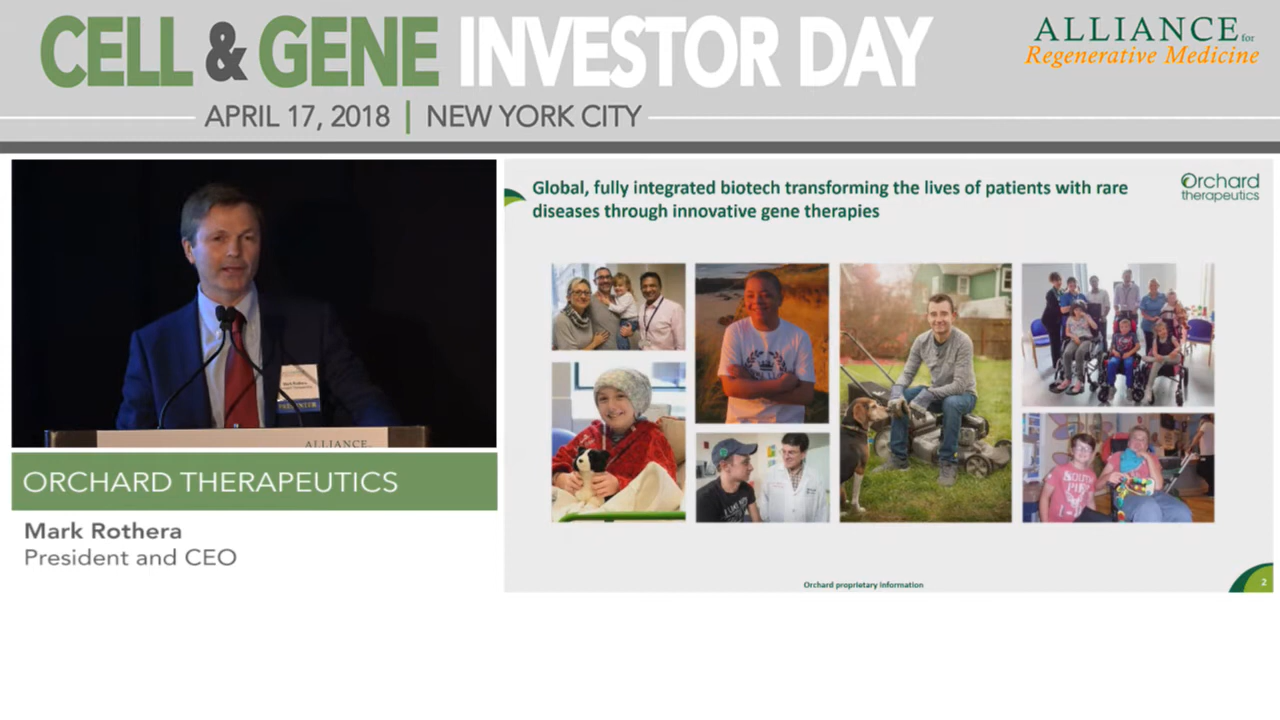 CELL & GENE INVESTOR DAY
APRIL 17, 2018 | NEW YORK CITY
ALLIANCE for
Regenerative Medicine
ALLIANCE
ORCHARD THERAPEUTICS
Mark Rothera
President and CEO
Global, fully integrated biotech transforming the lives of patients with rare
diseases through innovative gene therapies
Orchard
therapeutics
SOUTH
Orchard proprietary information
2